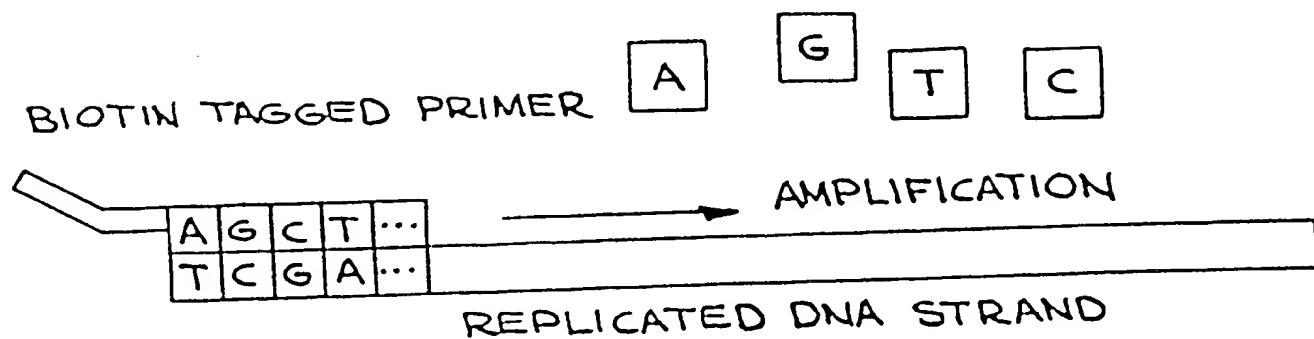 A G T C
BIOTIN TAGGED PRIMER
AMPLIFICATION
A G C T ...
T C G A ...
REPLICATED DNA STRAND